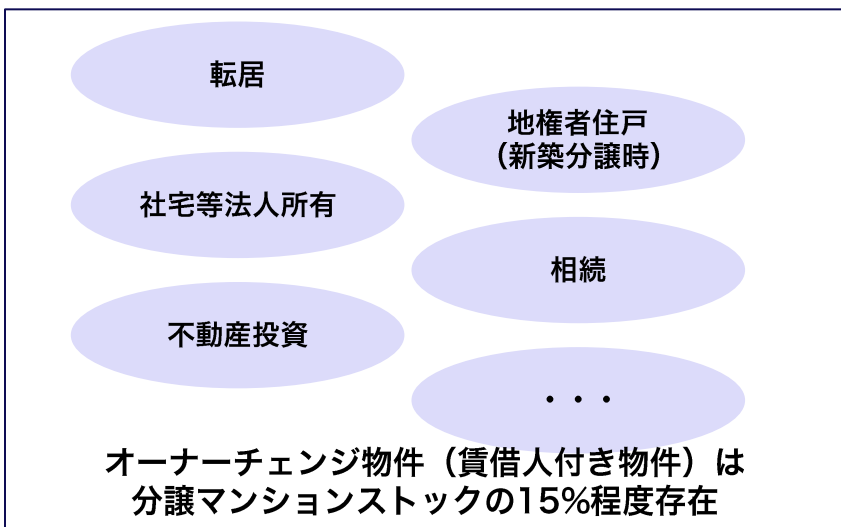 転居
地権者住戸
（新築分譲時）
社宅等法人所有
相続
不動産投資
・・・
オーナーチェンジ物件（賃借人付き物件）は
分譲マンションストックの15%程度存在